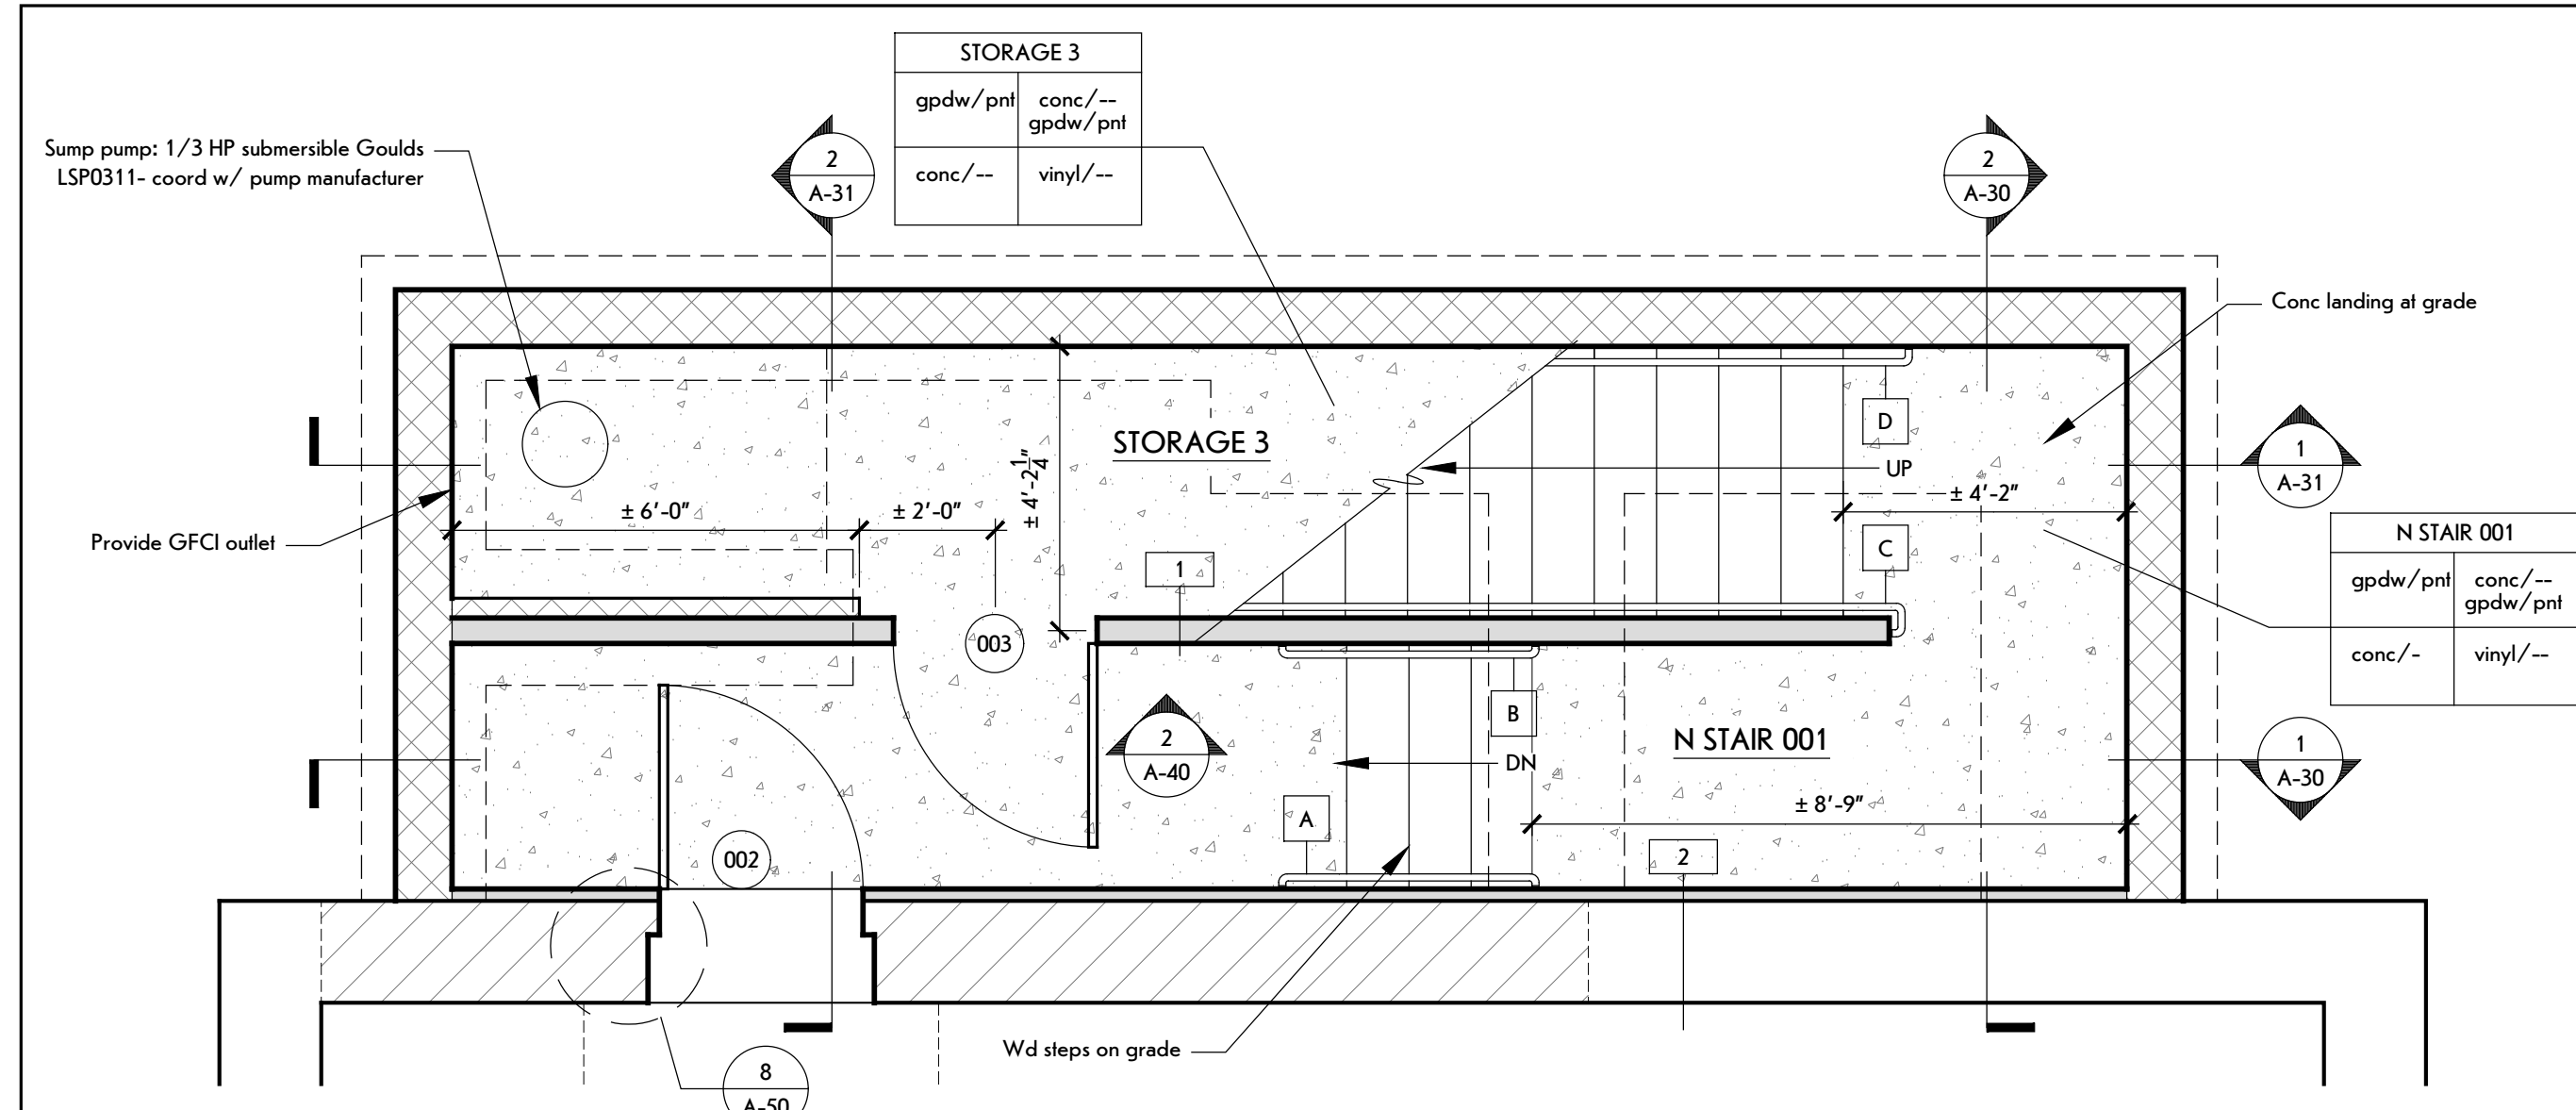 STORAGE 3
gpdw/pnt conc/--
gpdw/pnt
conc/-- vinyl/--
Sump pump: 1/3 HP submersible Goulds
LSP0311- coord w/ pump manufacturer
2
A-31
2
A-30
Conc landing at grade
D
STORAGE 3
UP
1
A-31
± 4'-2"
± 6'-0"
± 2'-0"
± 4'-2 1/4"
Provide GFCI outlet
C
1
N STAIR 001
gpdw/pnt conc/--
gpdw/pnt
conc/- vinyl/--
003
B
2
A-40
N STAIR 001
DN
1
A-30
± 8'-9"
A
002
2
Wd steps on grade
8
A-50